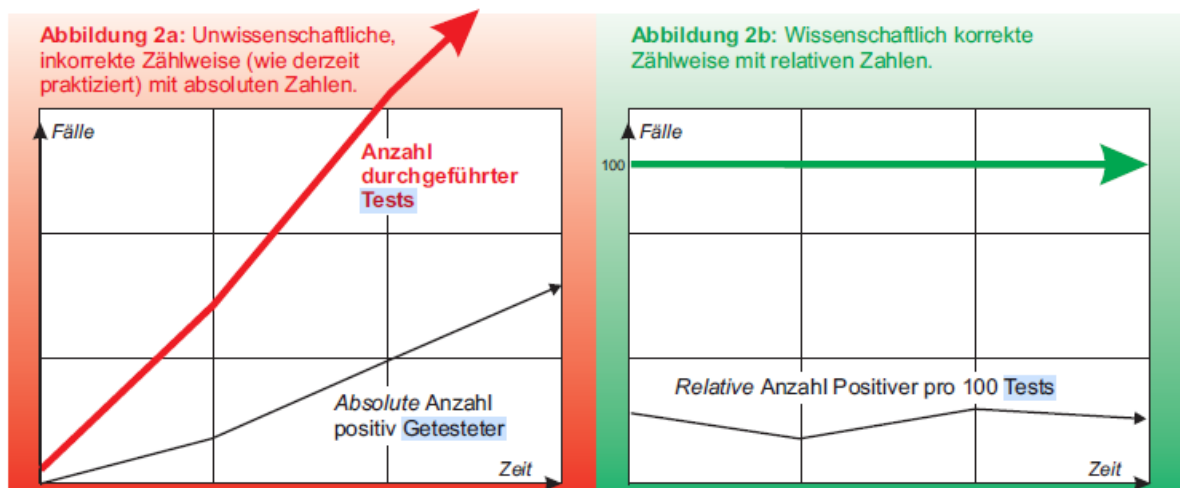 Abbildung 2a: Unwissenschaftliche,
inkorrekte Zählweise (wie derzeit
praktiziert) mit absoluten Zahlen.
Fälle
Anzahl
durchgeführter
Tests
Absolute Anzahl
positiv Getesteter
Zeit
Abbildung 2b: Wissenschaftlich korrekte
Zählweise mit relativen Zahlen.
Fälle
100
Relative Anzahl Positiver pro 100 Tests
Zeit